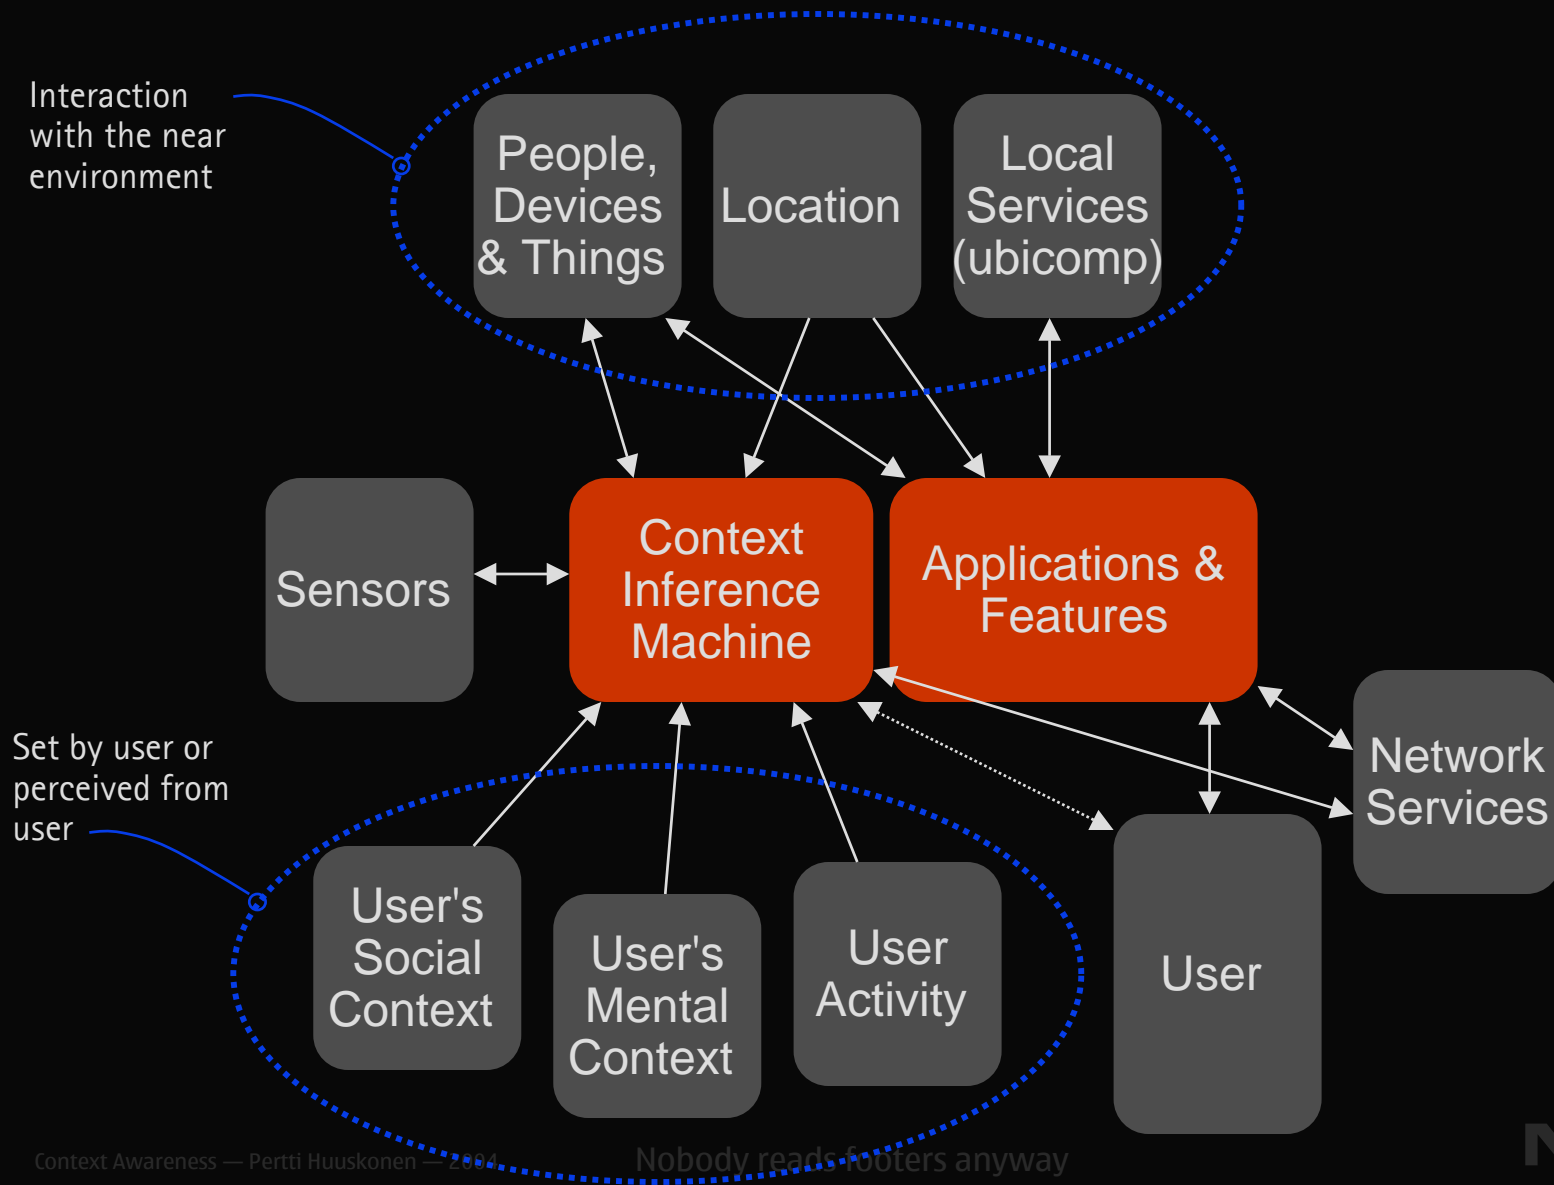 Interaction
with the near
environment
People,
Devices
& Things
Location
Local
Services
(ubicomp)
Sensors
Context
Inference
Machine
Applications &
Features
Network
Services
Set by user or
perceived from
user
User's
Social
Context
User's
Mental
Context
User
Activity
User
Context Awareness — Pertti Huuskonen — 2004
Nobody reads footers anyway
N